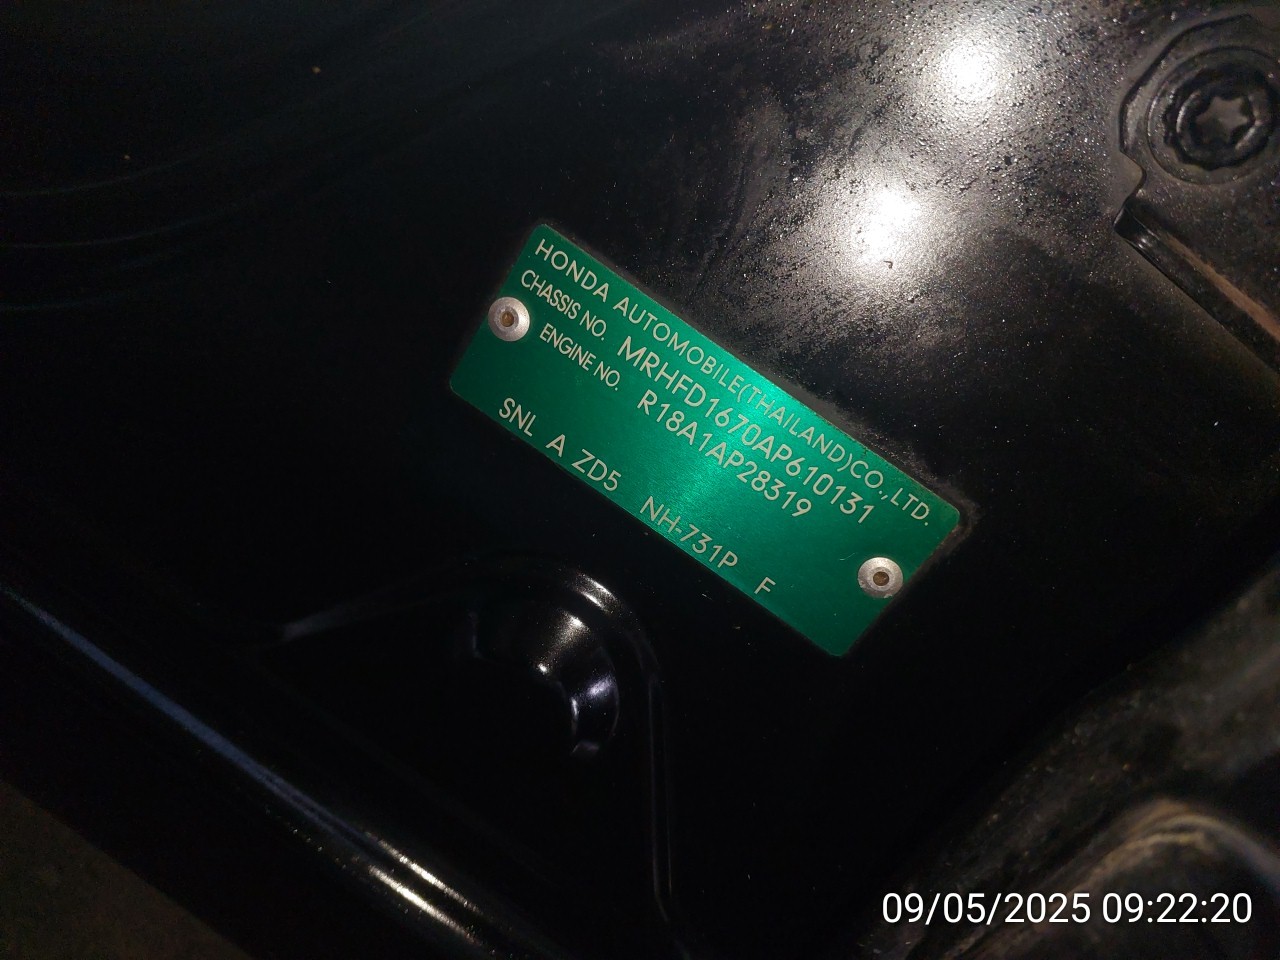 HONDA AUTOMOBILE(THAILAND)CO.,LTD.
CHASSIS NO. MRHFD1670AP610131
ENGINE NO. R18A1AP28319
SNL A ZD5 NH-731P F
09/05/2025 09:22:20